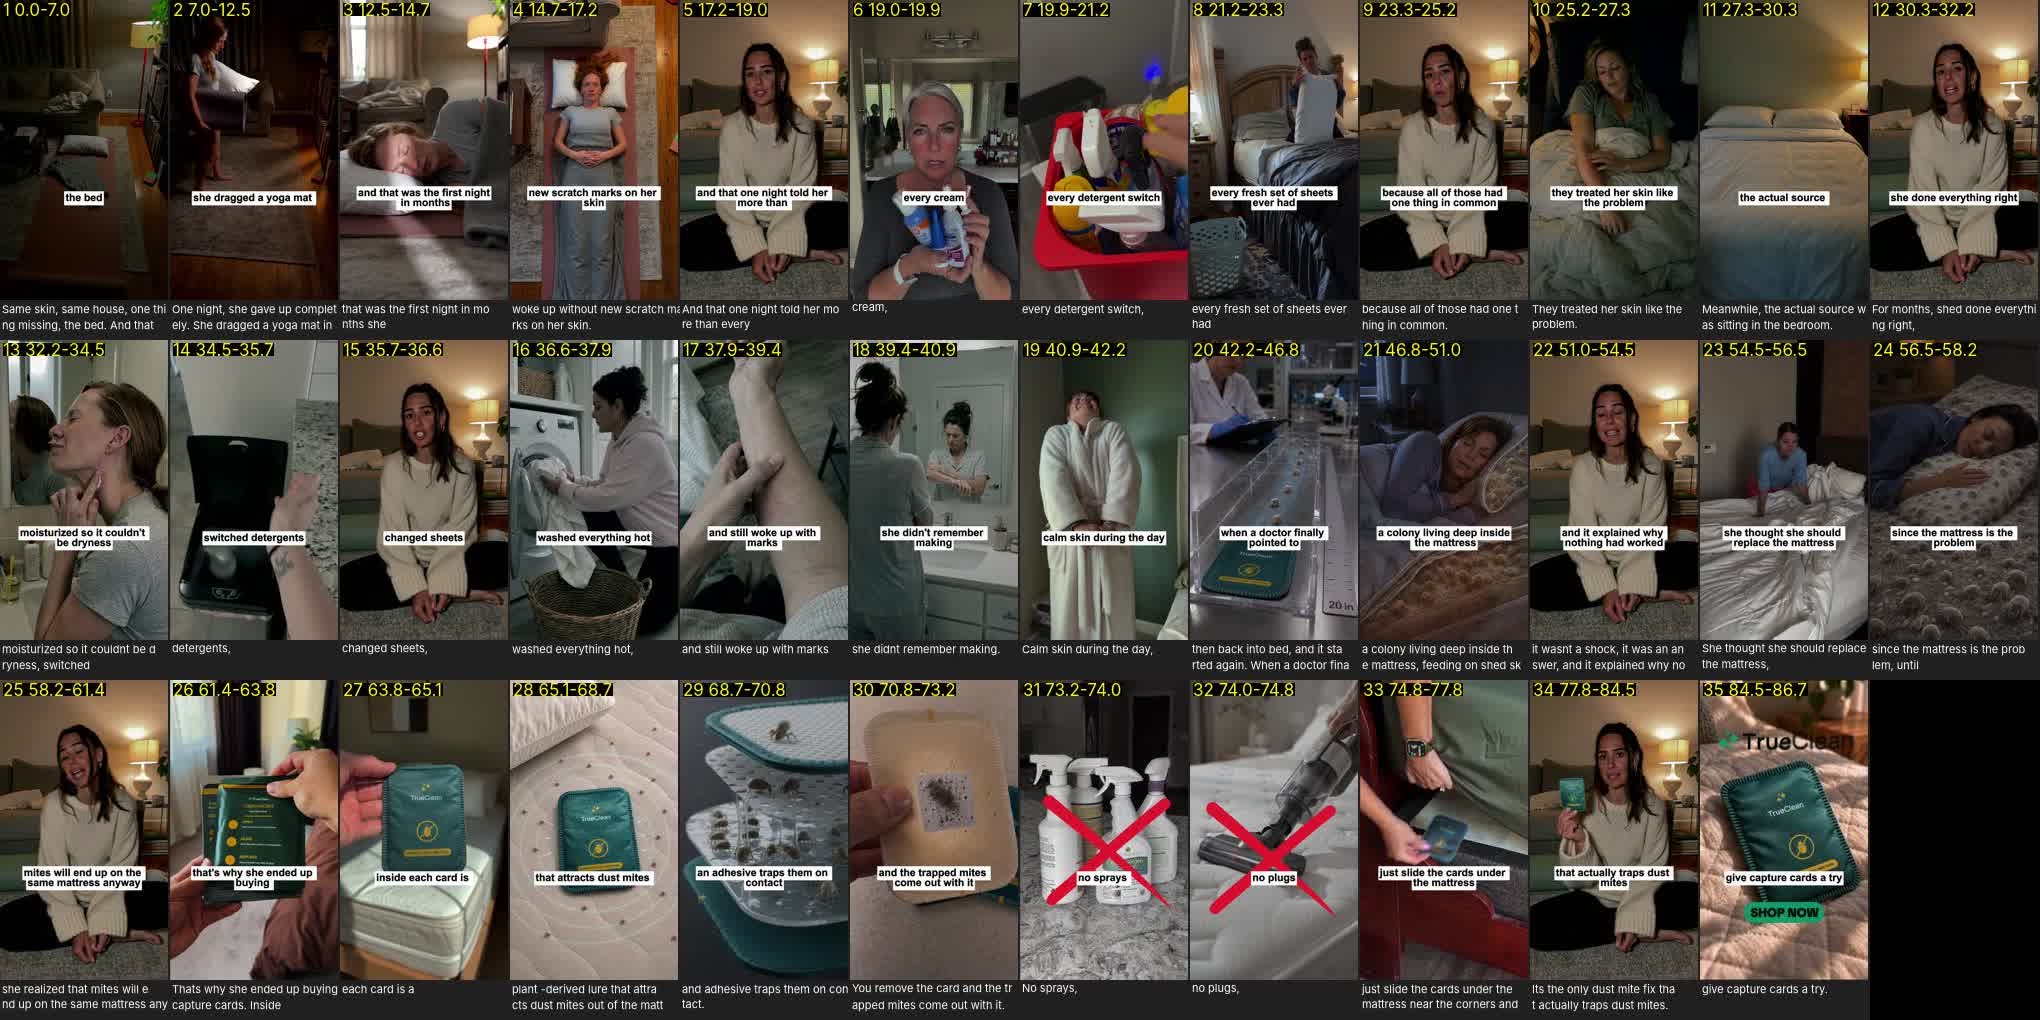 1 0.0-7.0
the bed
Same skin, same house, one thi
ng missing, the bed. And that
2 7.0-12.5
she dragged a yoga mat
One night, she gave up complet
ely. She dragged a yoga mat in
3 12.5-14.7
and that was the first night
in months
that was the first night in mo
nths she
4 14.7-17.2
new scratch marks on her
skin
woke up without new scratch ma
rks on her skin.
5 17.2-19.0
and that one night told her
more than
And that one night told her mo
re than every
6 19.0-19.9
every cream
cream,
7 19.9-21.2
every detergent switch
every detergent switch,
8 21.2-23.3
every fresh set of sheets
ever had
every fresh set of sheets ever
had
9 23.3-25.2
because all of those had
one thing in common
because all of those had one t
hing in common.
10 25.2-27.3
they treated her skin like
the problem
They treated her skin like the
problem.
11 27.3-30.3
the actual source
Meanwhile, the actual source w
as sitting in the bedroom.
12 30.3-32.2
she done everything right
For months, shed done everythi
ng right,
13 32.2-34.5
moisturized so it couldn't
be dryness
moisturized so it couldnt be d
ryness, switched
14 34.5-35.7
switched detergents
detergents,
15 35.7-36.6
changed sheets
changed sheets,
16 36.6-37.9
washed everything hot
washed everything hot,
17 37.9-39.4
and still woke up with
marks
and still woke up with marks
18 39.4-40.9
she didn't remember
making
she didnt remember making.
19 40.9-42.2
calm skin during the day
Calm skin during the day,
20 42.2-46.8
when a doctor finally
pointed to
20 in
then back into bed, and it sta
rted again. When a doctor fina
21 46.8-51.0
a colony living deep inside
the mattress
a colony living deep inside th
e mattress, feeding on shed sk
22 51.0-54.5
and it explained why
nothing had worked
it wasnt a shock, it was an an
swer, and it explained why no
23 54.5-56.5
she thought she should
replace the mattress
She thought she should replace
the mattress,
24 56.5-58.2
since the mattress is the
problem
since the mattress is the prob
lem, until
25 58.2-61.4
mites will end up on the
same mattress anyway
she realized that mites will e
nd up on the same mattress any
26 61.4-63.8
that's why she ended up
buying
Thats why she ended up buying
capture cards. Inside
27 63.8-65.1
TrueClean
inside each card is
each card is a
28 65.1-68.7
TrueClean
that attracts dust mites
plant -derived lure that attra
cts dust mites out of the matt
29 68.7-70.8
an adhesive traps them on
contact
and adhesive traps them on con
tact.
30 70.8-73.2
and the trapped mites
come out with it
You remove the card and the tr
apped mites come out with it.
31 73.2-74.0
no sprays
No sprays,
32 74.0-74.8
no plugs
no plugs,
33 74.8-77.8
just slide the cards under
the mattress
just slide the cards under the
mattress near the corners and
34 77.8-84.5
that actually traps dust
mites
Its the only dust mite fix tha
t actually traps dust mites.
35 84.5-86.7
TrueClean
TrueClean
give capture cards a try
SHOP NOW
give capture cards a try.